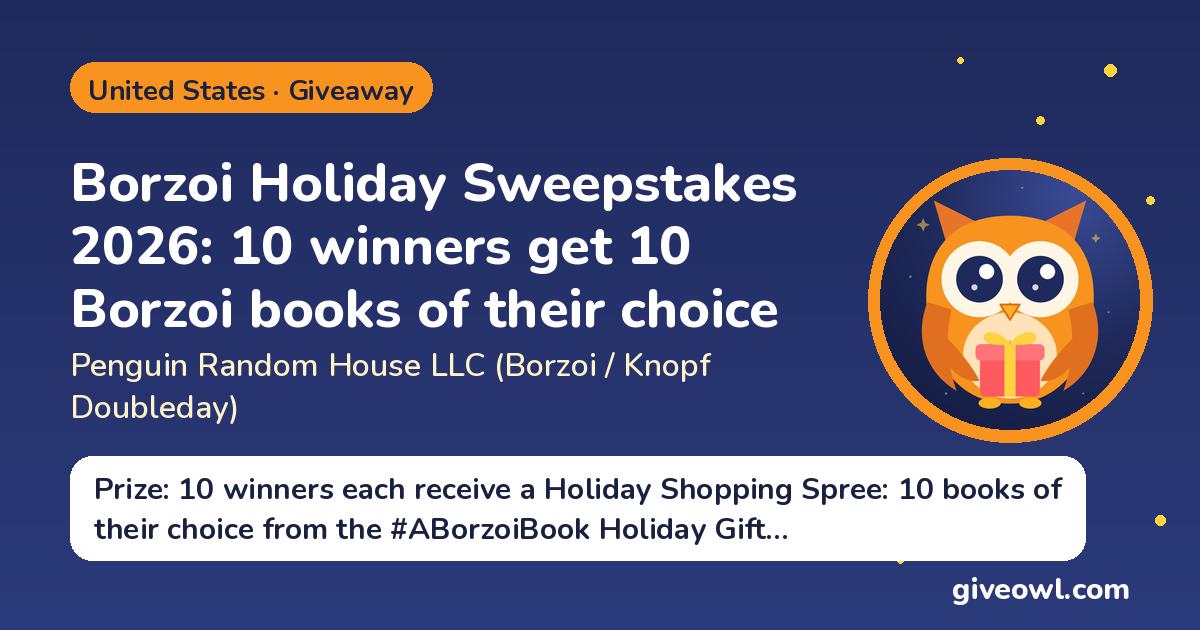 United States · Giveaway
Borzoi Holiday Sweepstakes
2026: 10 winners get 10
Borzoi books of their choice
Penguin Random House LLC (Borzoi / Knopf
Doubleday)
Prize: 10 winners each receive a Holiday Shopping Spree: 10 books of
their choice from the #ABorzoiBook Holiday Gift...
giveowl.com